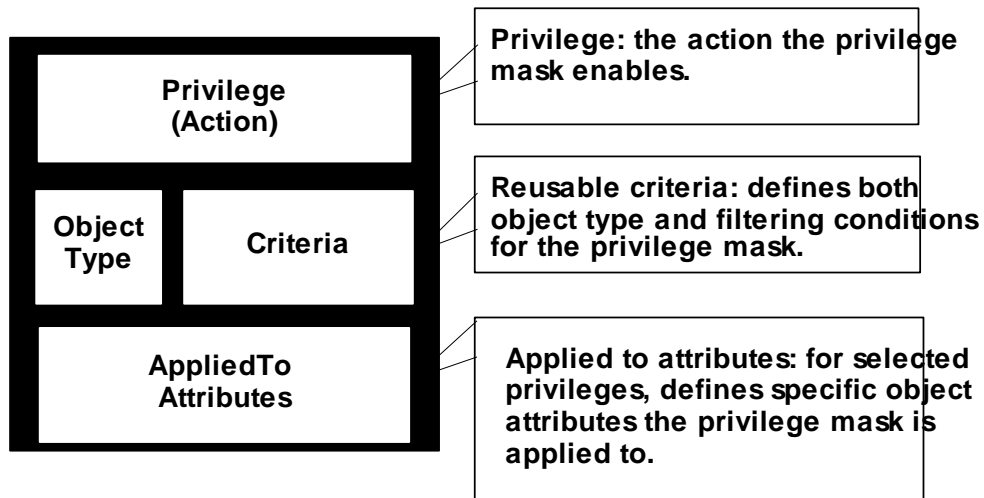 Privilege
(Action)
Privilege: the action the privilege
mask enables.
Object
Type
Criteria
Reusable criteria: defines both
object type and filtering conditions
for the privilege mask.
AppliedTo
Attributes
Applied to attributes: for selected
privileges, defines specific object
attributes the privilege mask is
applied to.